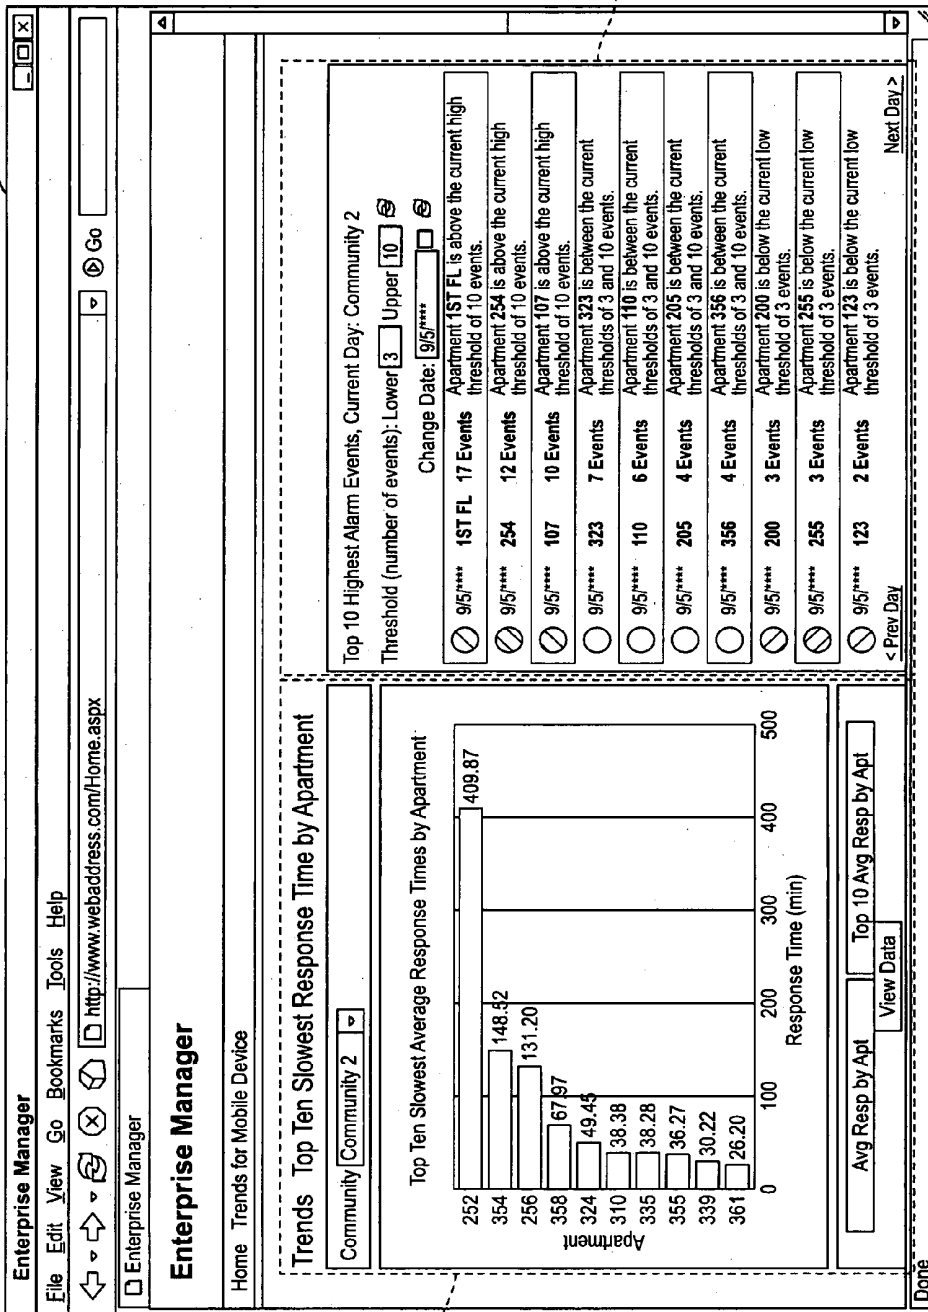 Enterprise Manager
File Edit View Go Bookmarks Tools Help
http://www.webaddress.com/Home.aspx
Go
Enterprise Manager
Enterprise Manager
Home Trends for Mobile Device
Trends Top Ten Slowest Response Time by Apartment
Community Community 2
Top Ten Slowest Average Response Times by Apartment
252 409.87
354 148.52
256 131.20
358 67.97
324 49.45
310 38.38
335 38.28
355 36.27
339 30.22
361 26.20
Apartment
0 100 200 300 400 500
Response Time (min)
Avg Resp by Apt Top 10 Avg Resp by Apt
View Data
Top 10 Highest Alarm Events, Current Day: Community 2
Threshold (number of events): Lower 3 Upper 10
Change Date: 9/5/****
9/5/**** 1ST FL 17 Events Apartment 1ST FL is above the current high
threshold of 10 events.
9/5/**** 254 12 Events Apartment 254 is above the current high
threshold of 10 events.
9/5/**** 107 10 Events Apartment 107 is above the current high
threshold of 10 events.
9/5/**** 323 7 Events Apartment 323 is between the current
thresholds of 3 and 10 events.
9/5/**** 110 6 Events Apartment 110 is between the current
thresholds of 3 and 10 events.
9/5/**** 205 4 Events Apartment 205 is between the current
thresholds of 3 and 10 events.
9/5/**** 356 4 Events Apartment 356 is between the current
thresholds of 3 and 10 events.
9/5/**** 200 3 Events Apartment 200 is below the current low
threshold of 3 events.
9/5/**** 255 3 Events Apartment 255 is below the current low
threshold of 3 events.
9/5/**** 123 2 Events Apartment 123 is below the current low
threshold of 3 events.
< Prev Day Next Day >
Done